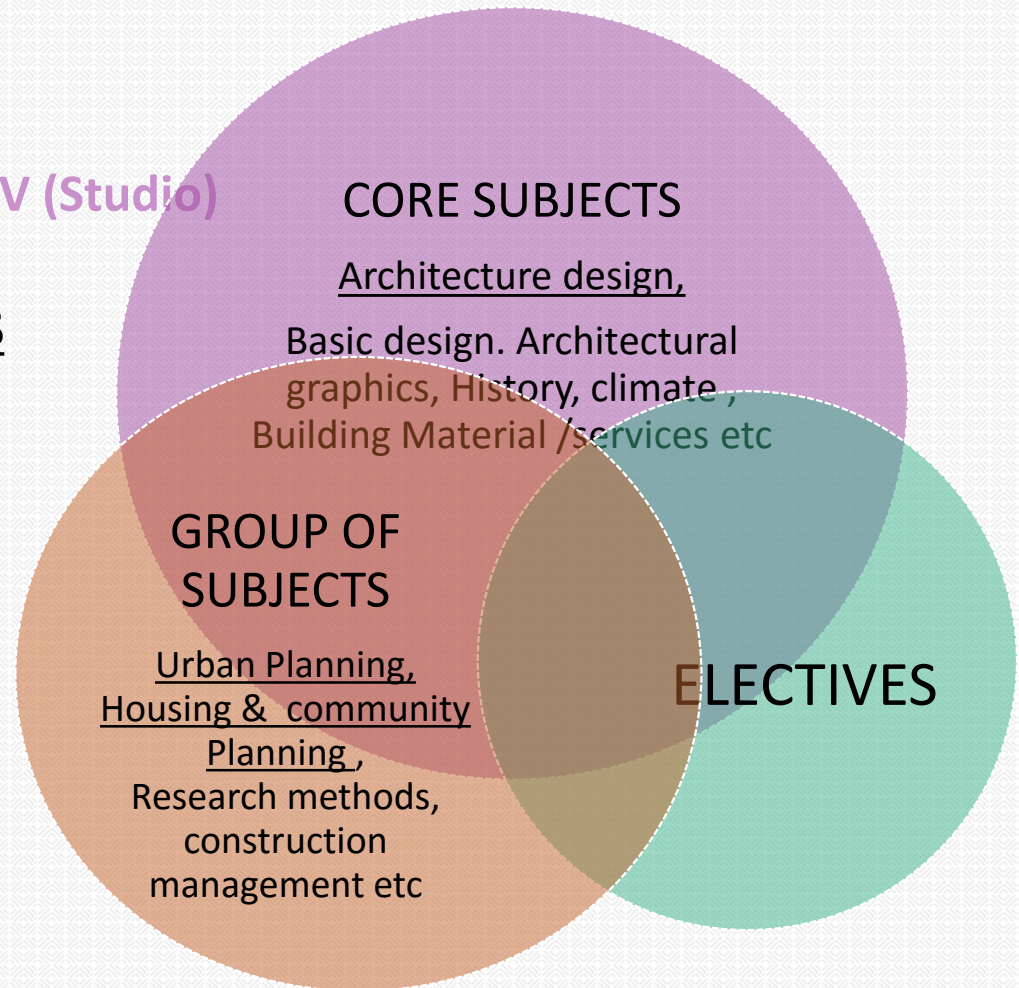 V (Studio)
CORE SUBJECTS
Architecture design,
Basic design. Architectural
graphics, History, climate ,
Building Material /services etc
GROUP OF
SUBJECTS
Urban Planning,
Housing &  community
Planning ,
Research methods,
construction
management etc
ELECTIVES